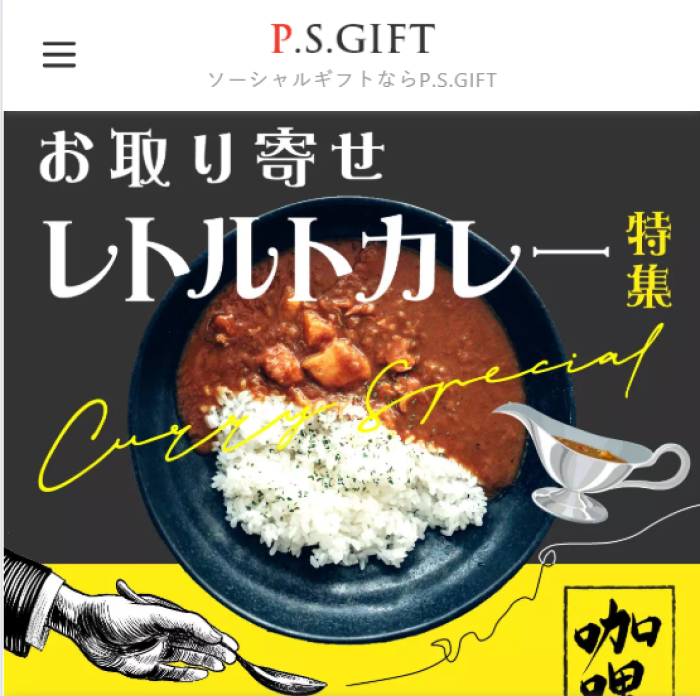 P.S.GIFT
ソーシャルギフトならP.S.GIFT
お取り寄せ
レトルトカレー
特集
Curry Special
咖哩